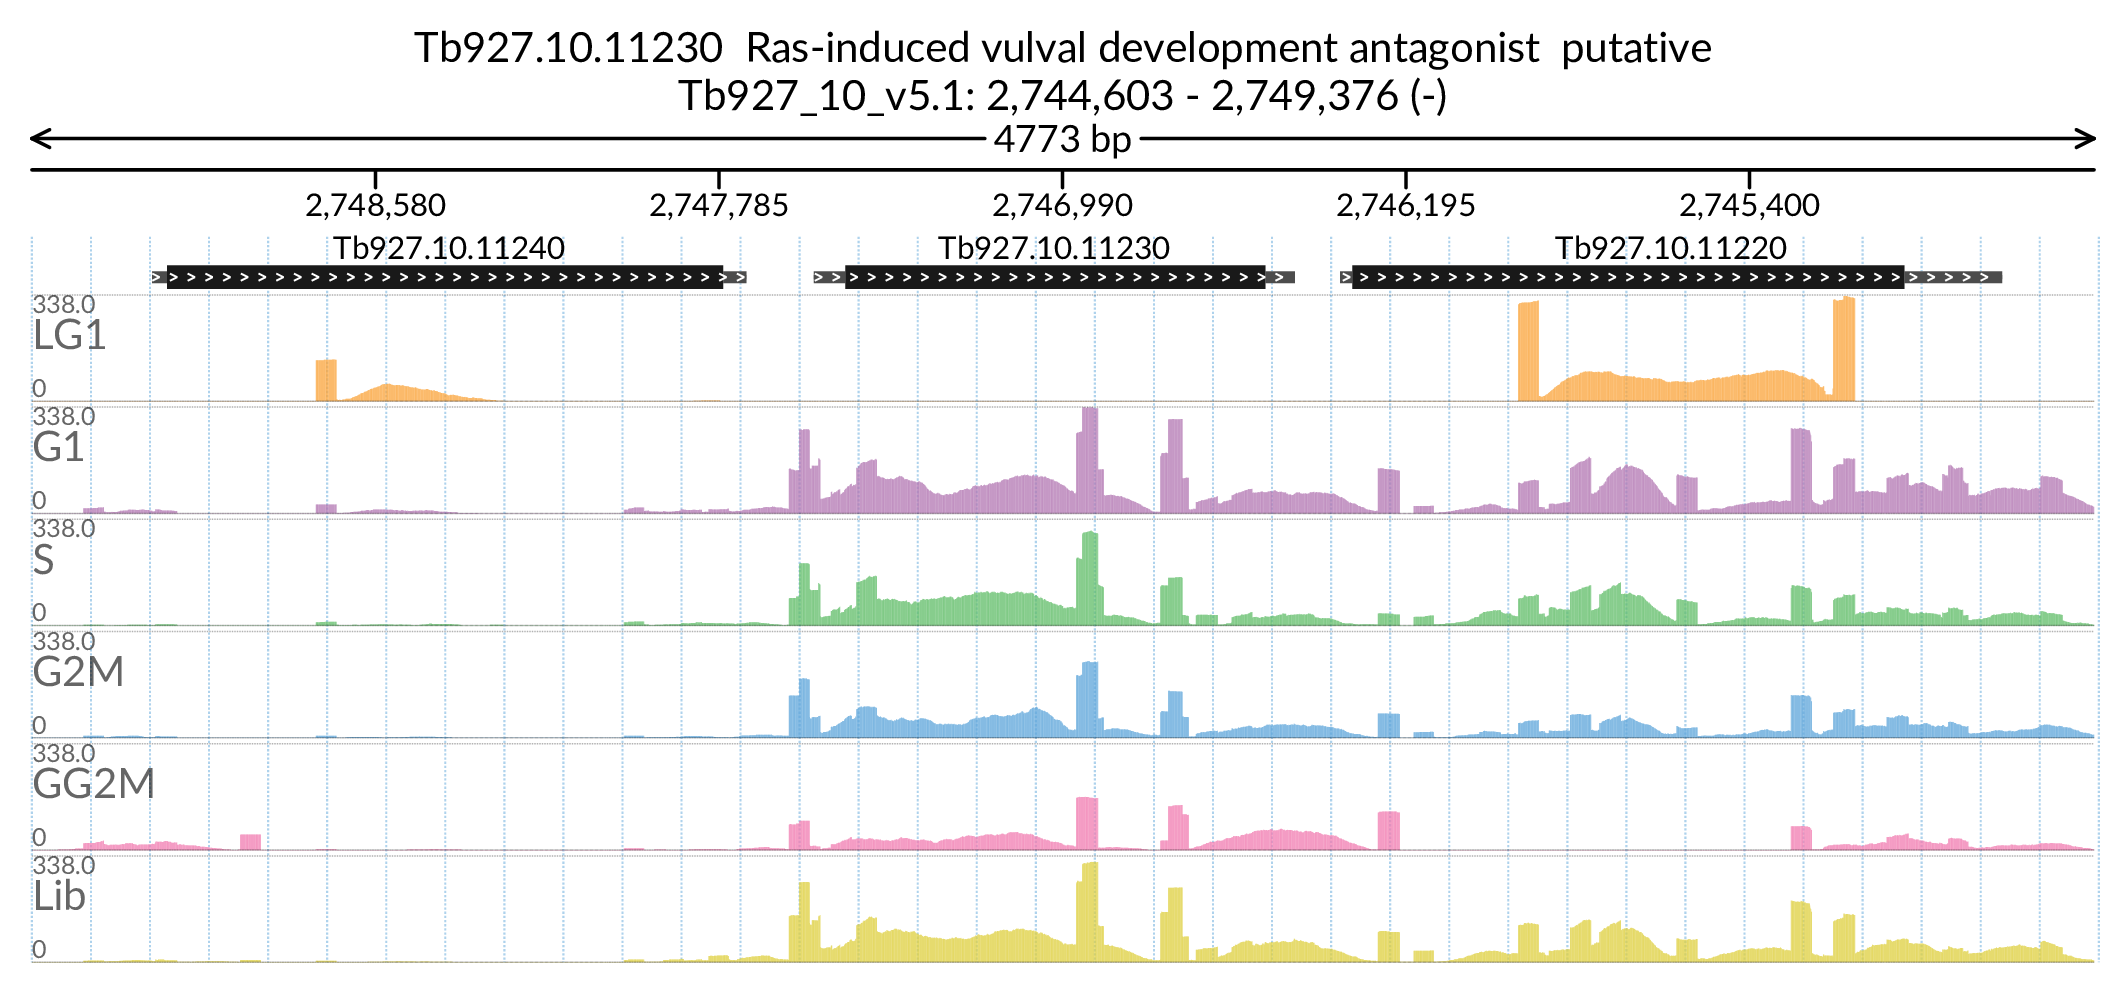 Tb927.10.11230  Ras-induced vulval development antagonist  putative
Tb927_10_v5.1: 2,744,603 - 2,749,376 (-)
4773 bp
2,748,580 2,747,785 2,746,990 2,746,195 2,745,400
Tb927.10.11240 Tb927.10.11230 Tb927.10.11220
338.0
LG1
0
338.0
G1
0
338.0
S
0
338.0
G2M
0
338.0
GG2M
0
338.0
Lib
0